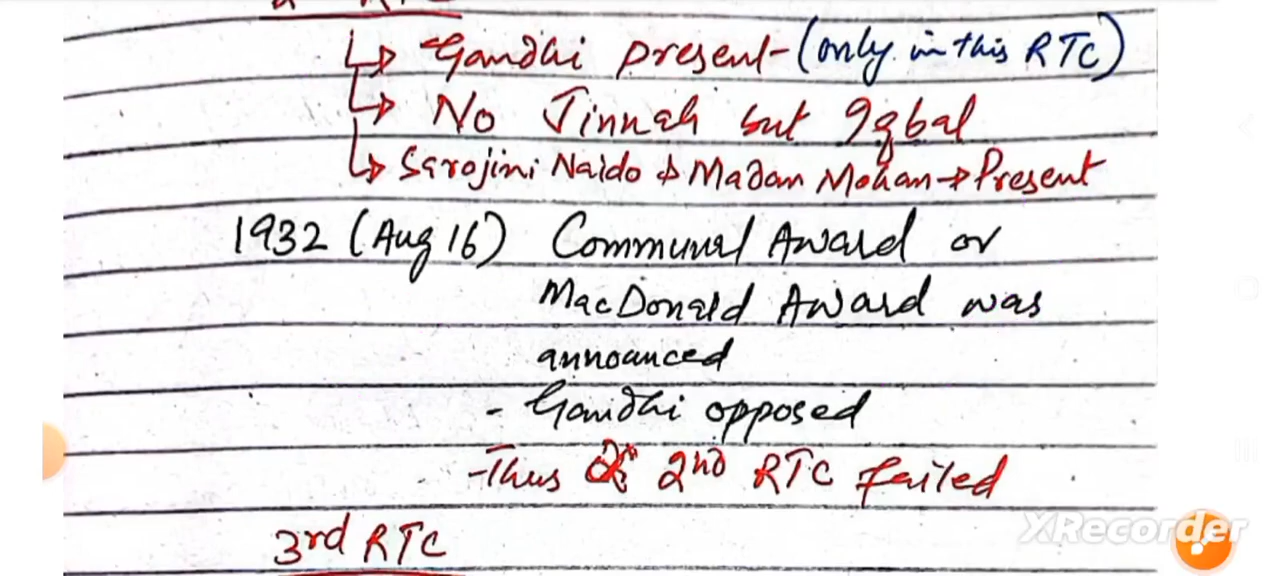 ↳ Gandhi present-(only in this RTC)
↳ No Jinnah but Iqbal
↳ Sarojini Naido & Madan Mohan → Present
1932 (Aug 16) Communal Award or
MacDonald Award was
announced
- Gandhi opposed
-Thus 2nd RTC failed
3rd RTC
XRecorder